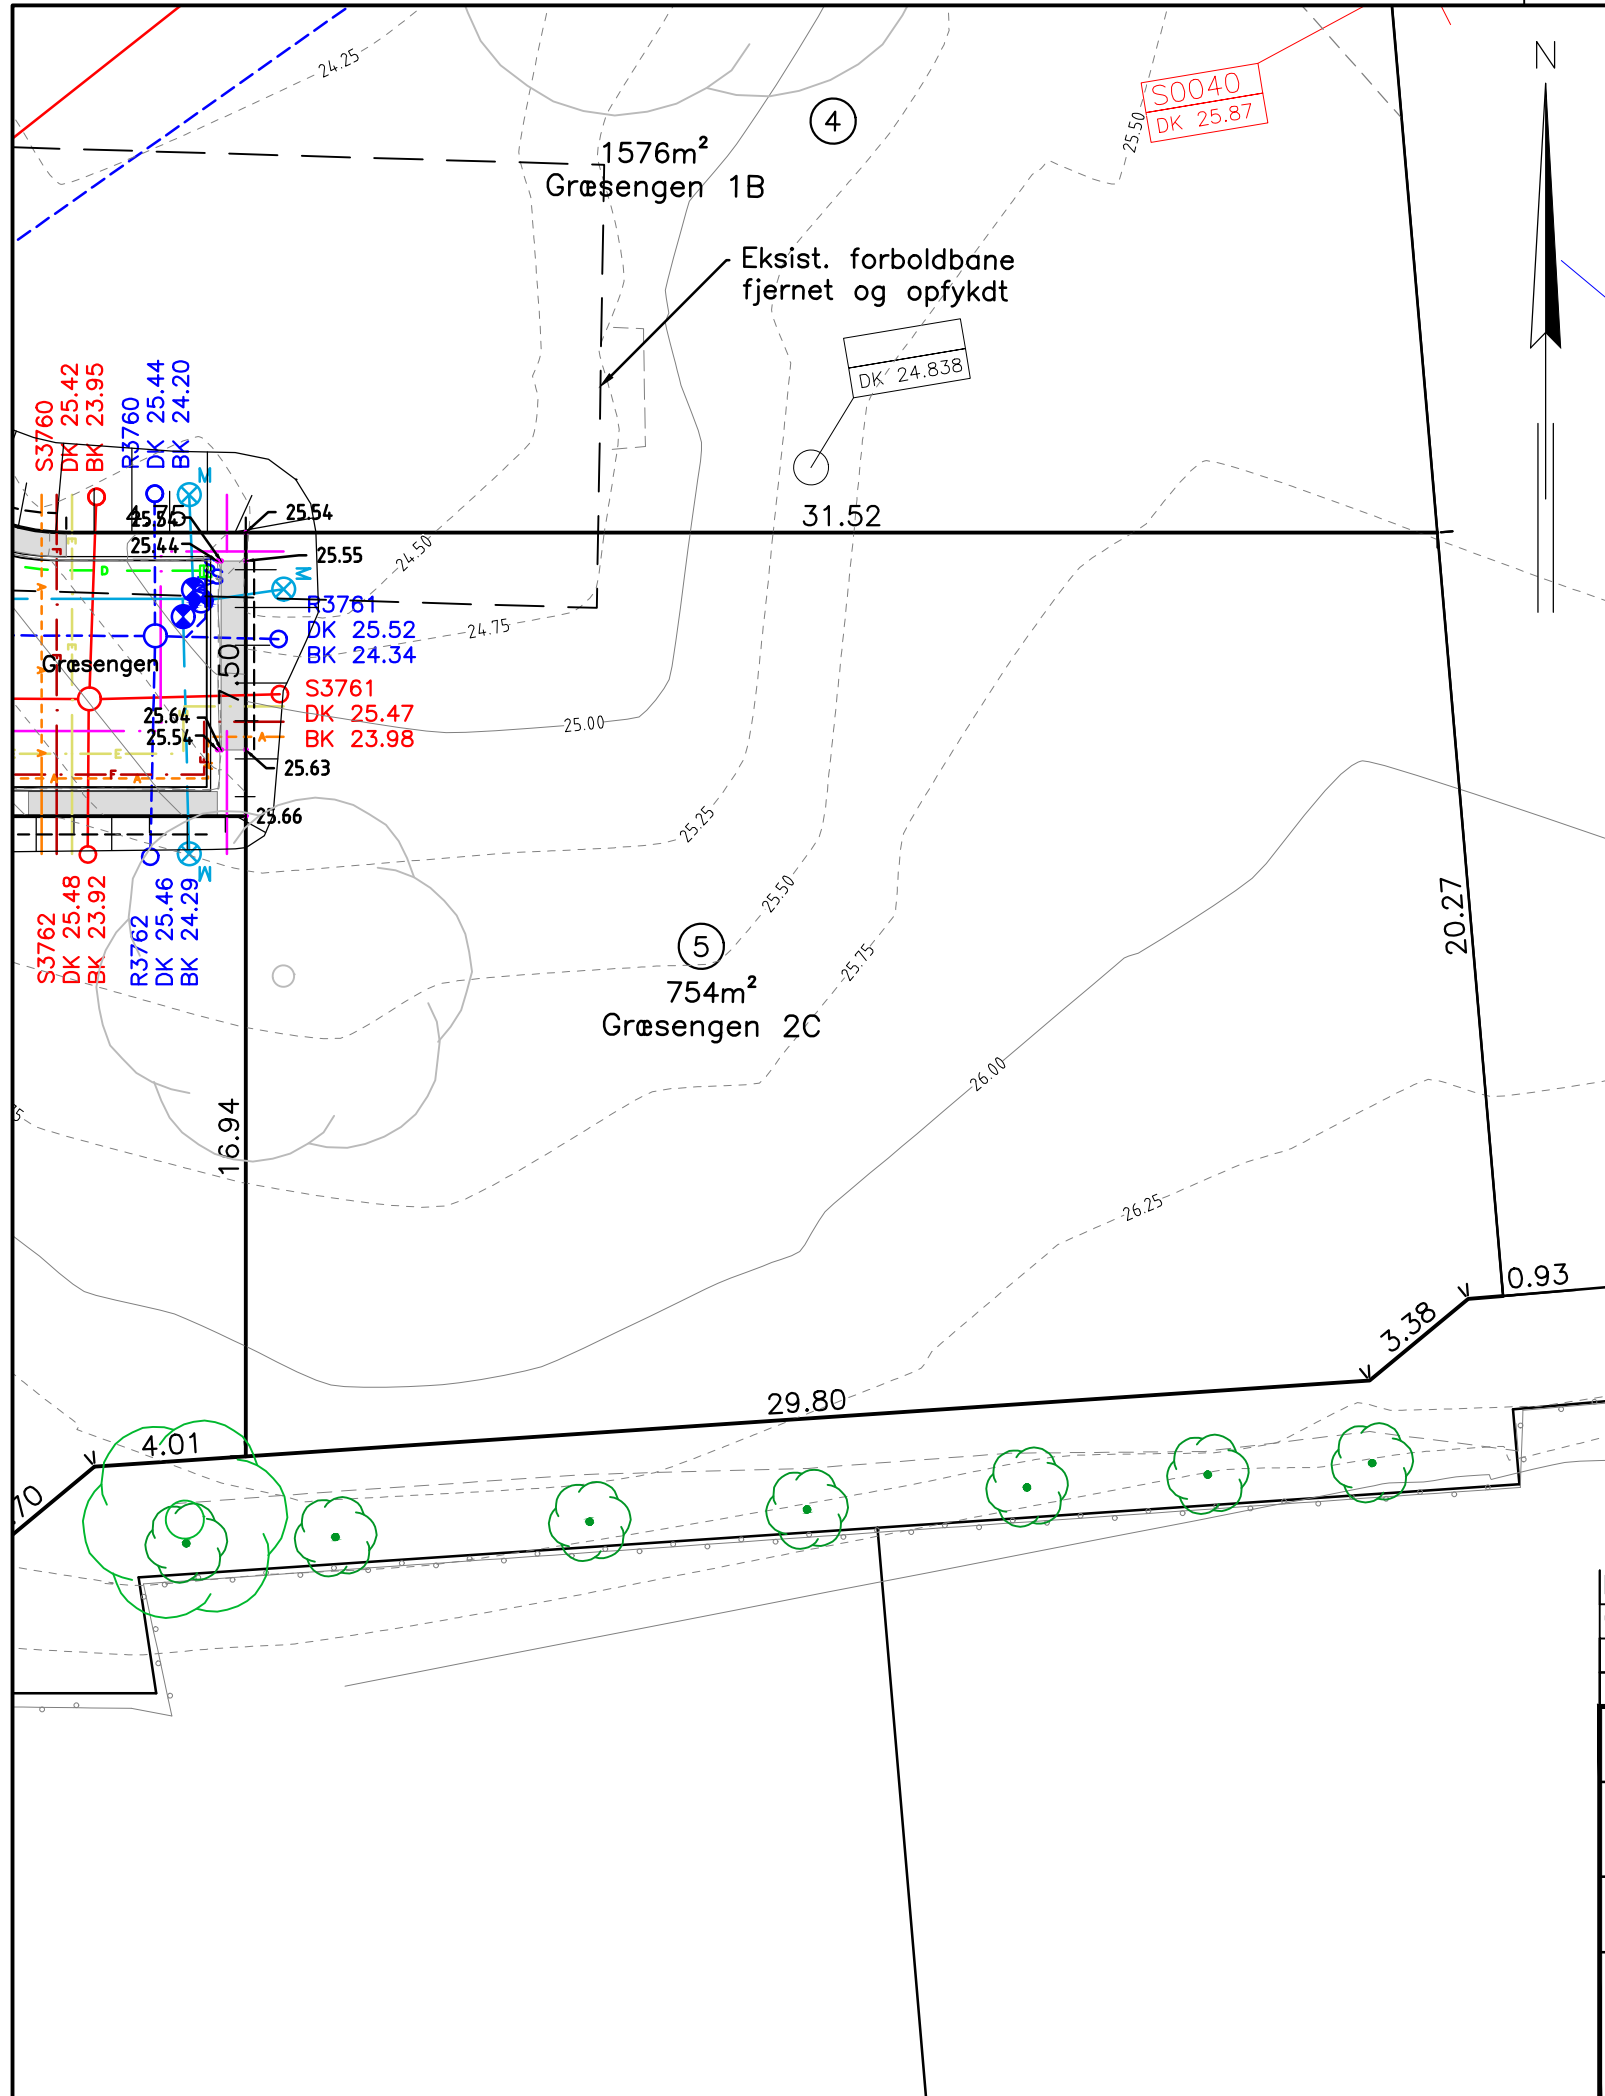 24.25
N
S0040
DK 25.87
4
25.50
1576m²
Græsengen 1B
Eksist. forboldbane
fjernet og opfykdt
DK 24.838
S3760
DK 25.42
BK 23.95
R3760
DK 25.44
BK 24.20
M
4.75
25.54
25.54
31.52
25.44
25.55
24.50
M
D
R3761
DK 25.52
BK 24.34
24.75
Græsengen
7.50
S3761
DK 25.47
BK 23.98
25.64
25.54
25.00
A
E
25.63
F
A
A
25.66
25.25
M
S3762
DK 25.48
BK 23.92
R3762
DK 25.46
BK 24.29
25.50
20.27
5
754m²
Græsengen 2C
25.75
26.00
16.94
26.25
0.93
3.38
29.80
4.01